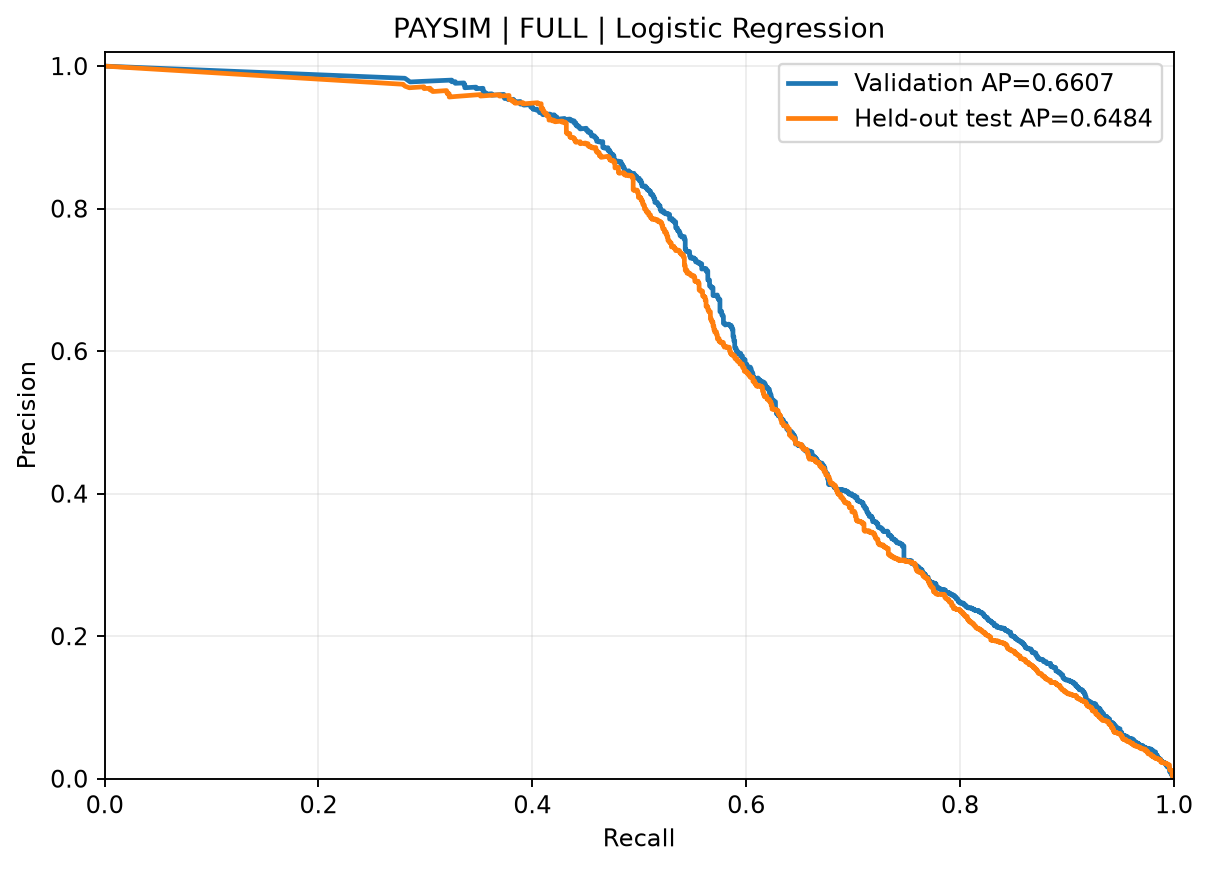 PAYSIM | FULL | Logistic Regression
Validation AP=0.6607
Held-out test AP=0.6484
Precision
1.0
0.8
0.6
0.4
0.2
0.0
0.0 0.2 0.4 0.6 0.8 1.0
Recall